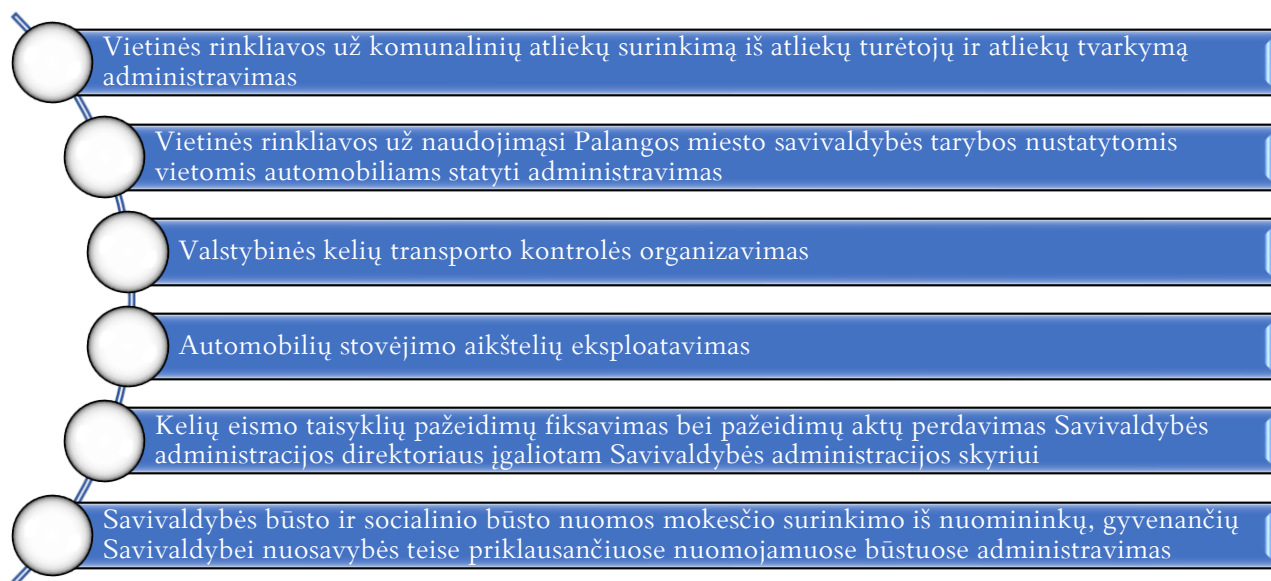 Vietinės rinkliavos už komunalinių atliekų surinkimą iš atliekų turėtojų ir atliekų tvarkymą
administravimas
Vietinės rinkliavos už naudojimąsi Palangos miesto savivaldybės tarybos nustatytomis
vietomis automobiliams statyti administravimas
Valstybinės kelių transporto kontrolės organizavimas
Automobilių stovėjimo aikštelių eksploatavimas
Kelių eismo taisyklių pažeidimų fiksavimas bei pažeidimų aktų perdavimas Savivaldybės
administracijos direktoriaus įgaliotam Savivaldybės administracijos skyriui
Savivaldybės būsto ir socialinio būsto nuomos mokesčio surinkimo iš nuomininkų, gyvenančių
Savivaldybei nuosavybės teise priklausančiuose nuomojamuose būstuose administravimas